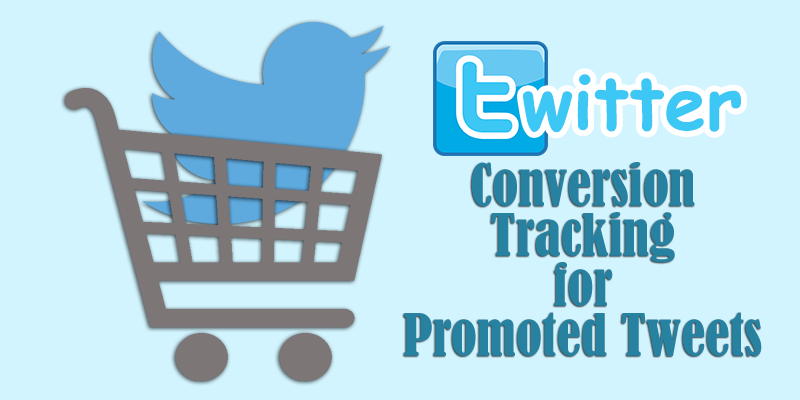 twitter
Conversion
Tracking
for
Promoted Tweets